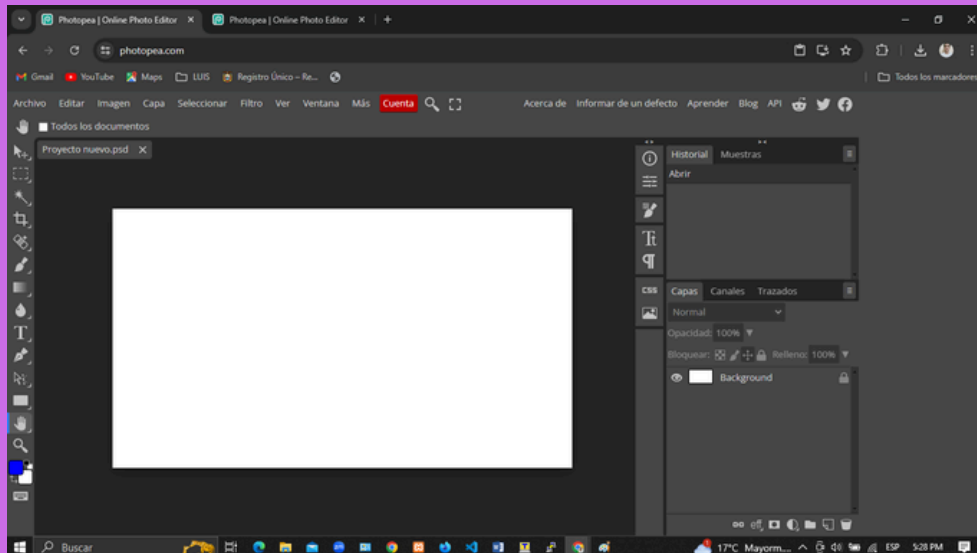 Photopea | Online Photo Editor Photopea | Online Photo Editor
photopea.com
Gmail YouTube Maps LUIS Registro Único – Re... Todos los marcadores
Archivo Editar Imagen Capa Seleccionar Filtro Ver Ventana Más Cuenta Acerca de Informar de un defecto Aprender Blog API
Todos los documentos
Proyecto nuevo.psd
Historial Muestras
Abrir
CSS
Capas Canales Trazados
Normal
Opacidad: 100%
Bloquear: Relleno: 100%
Background
eff
Buscar 17°C Mayorm... ESP 5:28 PM